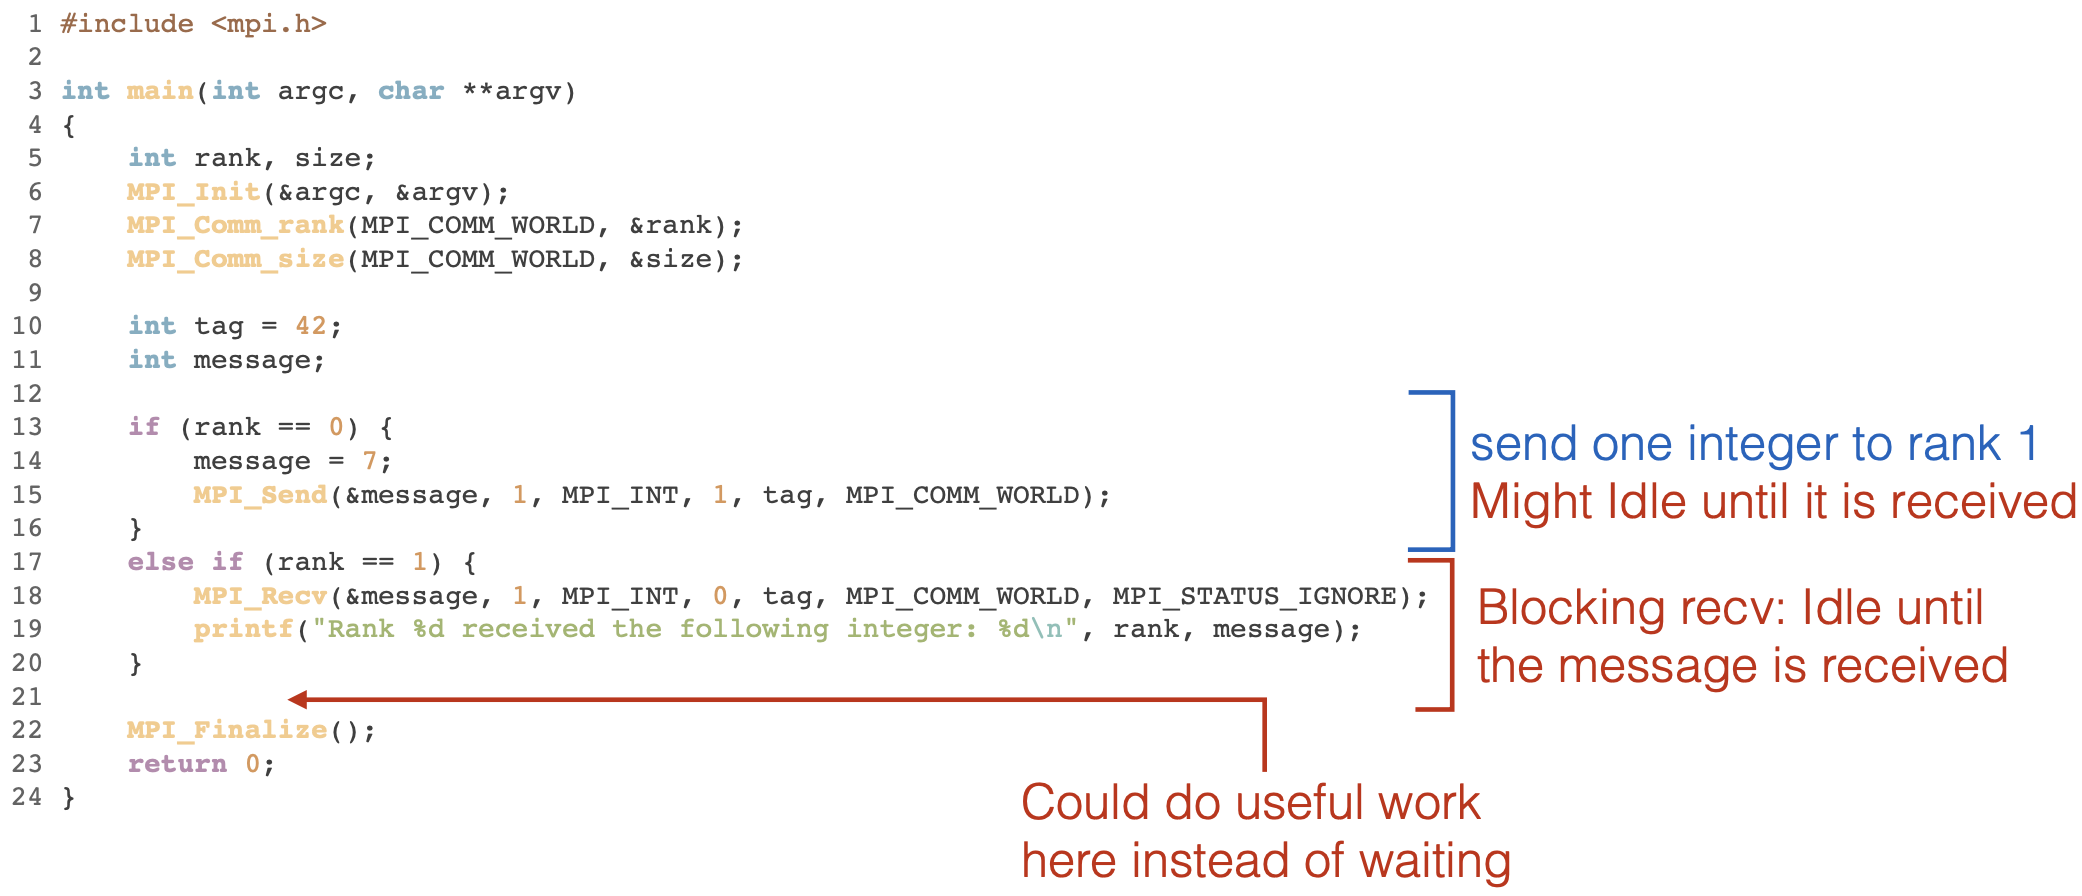 1 #include <mpi.h>
2
3 int main(int argc, char **argv)
4 {
5     int rank, size;
6     MPI_Init(&argc, &argv);
7     MPI_Comm_rank(MPI_COMM_WORLD, &rank);
8     MPI_Comm_size(MPI_COMM_WORLD, &size);
9
10     int tag = 42;
11     int message;
12
13     if (rank == 0) {
14         message = 7;
15         MPI_Send(&message, 1, MPI_INT, 1, tag, MPI_COMM_WORLD);
16     }
17     else if (rank == 1) {
18         MPI_Recv(&message, 1, MPI_INT, 0, tag, MPI_COMM_WORLD, MPI_STATUS_IGNORE);
19         printf("Rank %d received the following integer: %d\n", rank, message);
20     }
21
22     MPI_Finalize();
23     return 0;
24 }
send one integer to rank 1
Might Idle until it is received
Blocking recv: Idle until
the message is received
Could do useful work
here instead of waiting